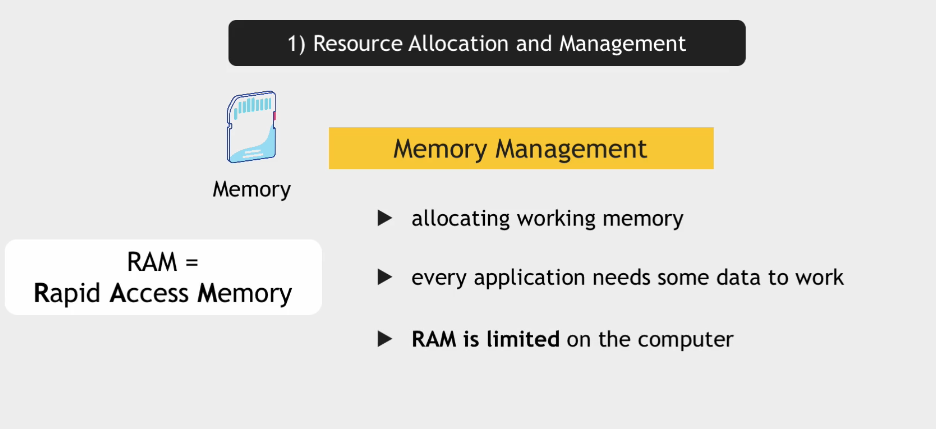 1) Resource Allocation and Management
Memory Management
Memory
▶ allocating working memory
RAM =
Rapid Access Memory
▶ every application needs some data to work
▶ RAM is limited on the computer